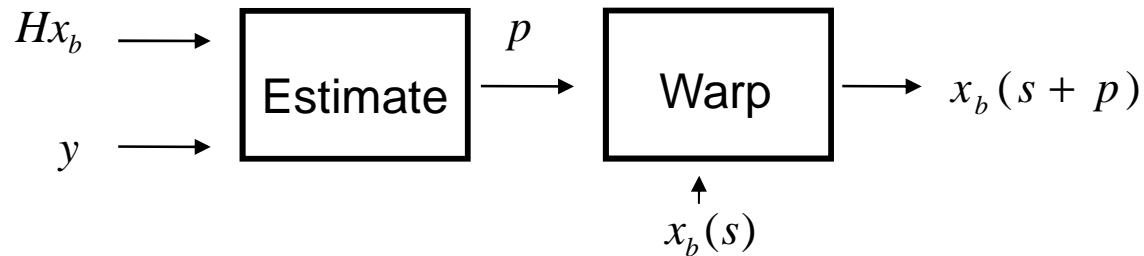 Hx_b
p
Estimate
Warp
x_b(s + p)
y
x_b(s)